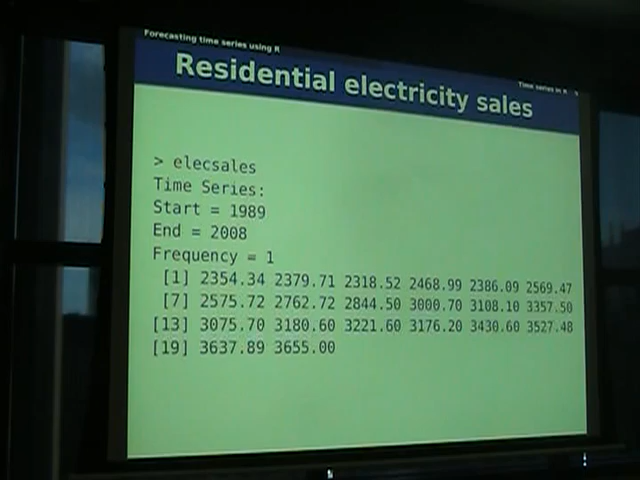 Forecasting time series using R
Time series in R
Residential electricity sales
> elecsales
Time Series:
Start = 1989
End = 2008
Frequency = 1
[1] 2354.34 2379.71 2318.52 2468.99 2386.09 2569.47
[7] 2575.72 2762.72 2844.50 3000.70 3108.10 3357.50
[13] 3075.70 3180.60 3221.60 3176.20 3430.60 3527.48
[19] 3637.89 3655.00